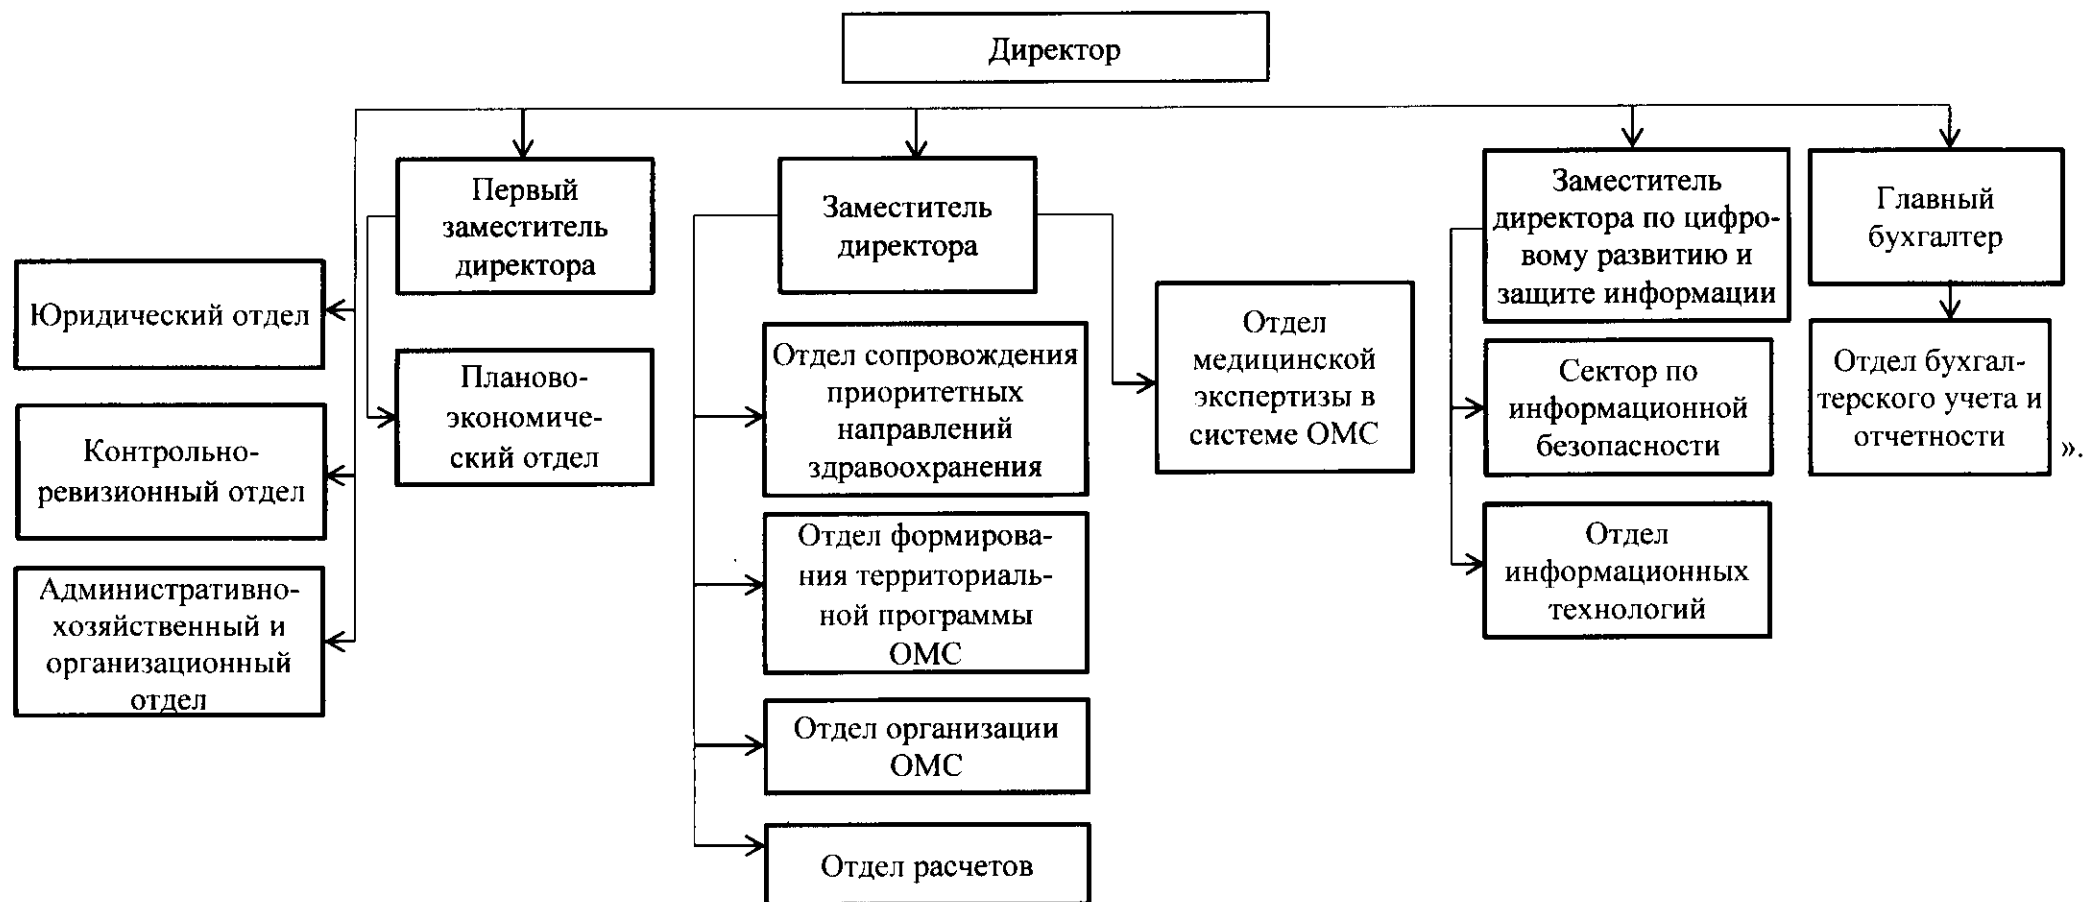 Директор
Первый
заместитель
директора
Заместитель
директора
Заместитель
директора по цифро-
вому развитию и
защите информации
Главный
бухгалтер
Юридический отдел
Контрольно-
ревизионный отдел
Административно-
хозяйственный и
организационный
отдел
Планово-
экономиче-
ский отдел
Отдел сопровождения
приоритетных
направлений
здравоохранения
Отдел формирова-
ния территориаль-
ной программы
ОМС
Отдел организации
ОМС
Отдел расчетов
Отдел
медицинской
экспертизы в
системе ОМС
Сектор по
информационной
безопасности
Отдел
информационных
технологий
Отдел бухгал-
терского учета и
отчетности
».